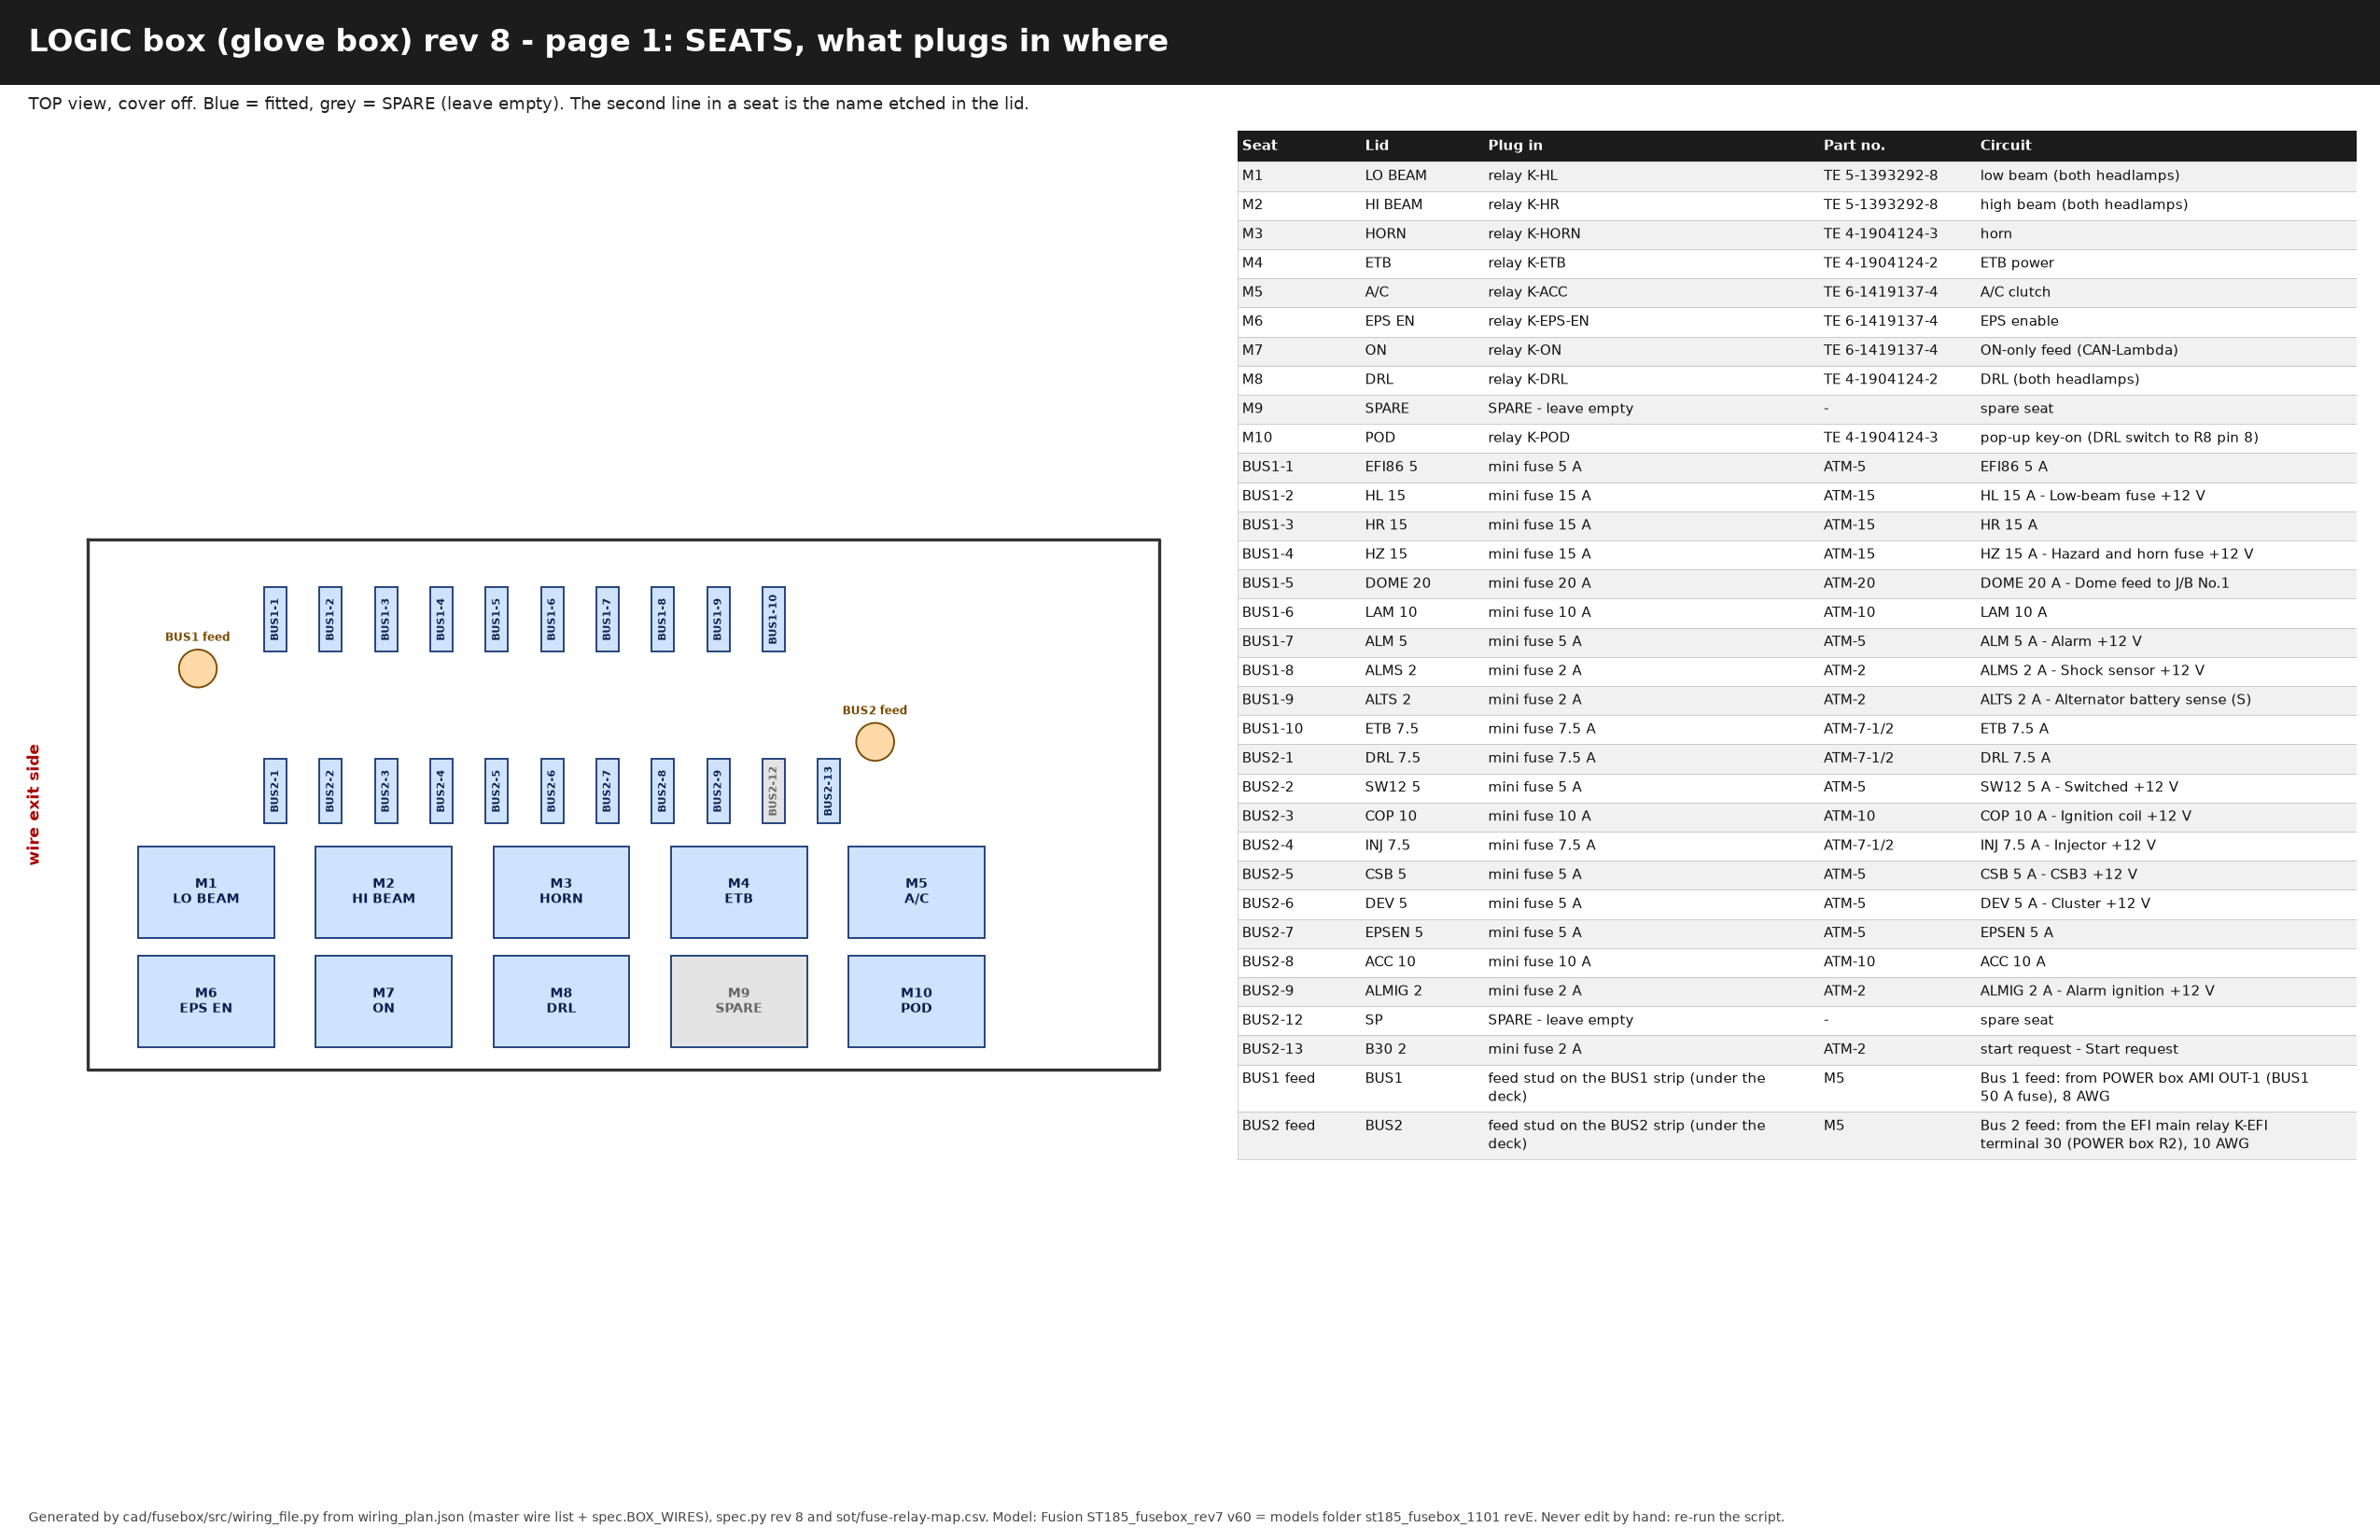 LOGIC box (glove box) rev 8 - page 1: SEATS, what plugs in where
TOP view, cover off. Blue = fitted, grey = SPARE (leave empty). The second line in a seat is the name etched in the lid.
wire exit side
BUS1 feed
BUS1-1
BUS1-2
BUS1-3
BUS1-4
BUS1-5
BUS1-6
BUS1-7
BUS1-8
BUS1-9
BUS1-10
BUS2 feed
BUS2-1
BUS2-2
BUS2-3
BUS2-4
BUS2-5
BUS2-6
BUS2-7
BUS2-8
BUS2-9
BUS2-12
BUS2-13
M1
LO BEAM
M2
HI BEAM
M3
HORN
M4
ETB
M5
A/C
M6
EPS EN
M7
ON
M8
DRL
M9
SPARE
M10
POD
Seat Lid Plug in Part no. Circuit
M1 LO BEAM relay K-HL TE 5-1393292-8 low beam (both headlamps)
M2 HI BEAM relay K-HR TE 5-1393292-8 high beam (both headlamps)
M3 HORN relay K-HORN TE 4-1904124-3 horn
M4 ETB relay K-ETB TE 4-1904124-2 ETB power
M5 A/C relay K-ACC TE 6-1419137-4 A/C clutch
M6 EPS EN relay K-EPS-EN TE 6-1419137-4 EPS enable
M7 ON relay K-ON TE 6-1419137-4 ON-only feed (CAN-Lambda)
M8 DRL relay K-DRL TE 4-1904124-2 DRL (both headlamps)
M9 SPARE SPARE - leave empty - spare seat
M10 POD relay K-POD TE 4-1904124-3 pop-up key-on (DRL switch to R8 pin 8)
BUS1-1 EFI86 5 mini fuse 5 A ATM-5 EFI86 5 A
BUS1-2 HL 15 mini fuse 15 A ATM-15 HL 15 A - Low-beam fuse +12 V
BUS1-3 HR 15 mini fuse 15 A ATM-15 HR 15 A
BUS1-4 HZ 15 mini fuse 15 A ATM-15 HZ 15 A - Hazard and horn fuse +12 V
BUS1-5 DOME 20 mini fuse 20 A ATM-20 DOME 20 A - Dome feed to J/B No.1
BUS1-6 LAM 10 mini fuse 10 A ATM-10 LAM 10 A
BUS1-7 ALM 5 mini fuse 5 A ATM-5 ALM 5 A - Alarm +12 V
BUS1-8 ALMS 2 mini fuse 2 A ATM-2 ALMS 2 A - Shock sensor +12 V
BUS1-9 ALTS 2 mini fuse 2 A ATM-2 ALTS 2 A - Alternator battery sense (S)
BUS1-10 ETB 7.5 mini fuse 7.5 A ATM-7-1/2 ETB 7.5 A
BUS2-1 DRL 7.5 mini fuse 7.5 A ATM-7-1/2 DRL 7.5 A
BUS2-2 SW12 5 mini fuse 5 A ATM-5 SW12 5 A - Switched +12 V
BUS2-3 COP 10 mini fuse 10 A ATM-10 COP 10 A - Ignition coil +12 V
BUS2-4 INJ 7.5 mini fuse 7.5 A ATM-7-1/2 INJ 7.5 A - Injector +12 V
BUS2-5 CSB 5 mini fuse 5 A ATM-5 CSB 5 A - CSB3 +12 V
BUS2-6 DEV 5 mini fuse 5 A ATM-5 DEV 5 A - Cluster +12 V
BUS2-7 EPSEN 5 mini fuse 5 A ATM-5 EPSEN 5 A
BUS2-8 ACC 10 mini fuse 10 A ATM-10 ACC 10 A
BUS2-9 ALMIG 2 mini fuse 2 A ATM-2 ALMIG 2 A - Alarm ignition +12 V
BUS2-12 SP SPARE - leave empty - spare seat
BUS2-13 B30 2 mini fuse 2 A ATM-2 start request - Start request
BUS1 feed BUS1 feed stud on the BUS1 strip (under the M5 Bus 1 feed: from POWER box AMI OUT-1 (BUS1
deck) 50 A fuse), 8 AWG
BUS2 feed BUS2 feed stud on the BUS2 strip (under the M5 Bus 2 feed: from the EFI main relay K-EFI
deck) terminal 30 (POWER box R2), 10 AWG
Generated by cad/fusebox/src/wiring_file.py from wiring_plan.json (master wire list + spec.BOX_WIRES), spec.py rev 8 and sot/fuse-relay-map.csv. Model: Fusion ST185_fusebox_rev7 v60 = models folder st185_fusebox_1101 revE. Never edit by hand: re-run the script.